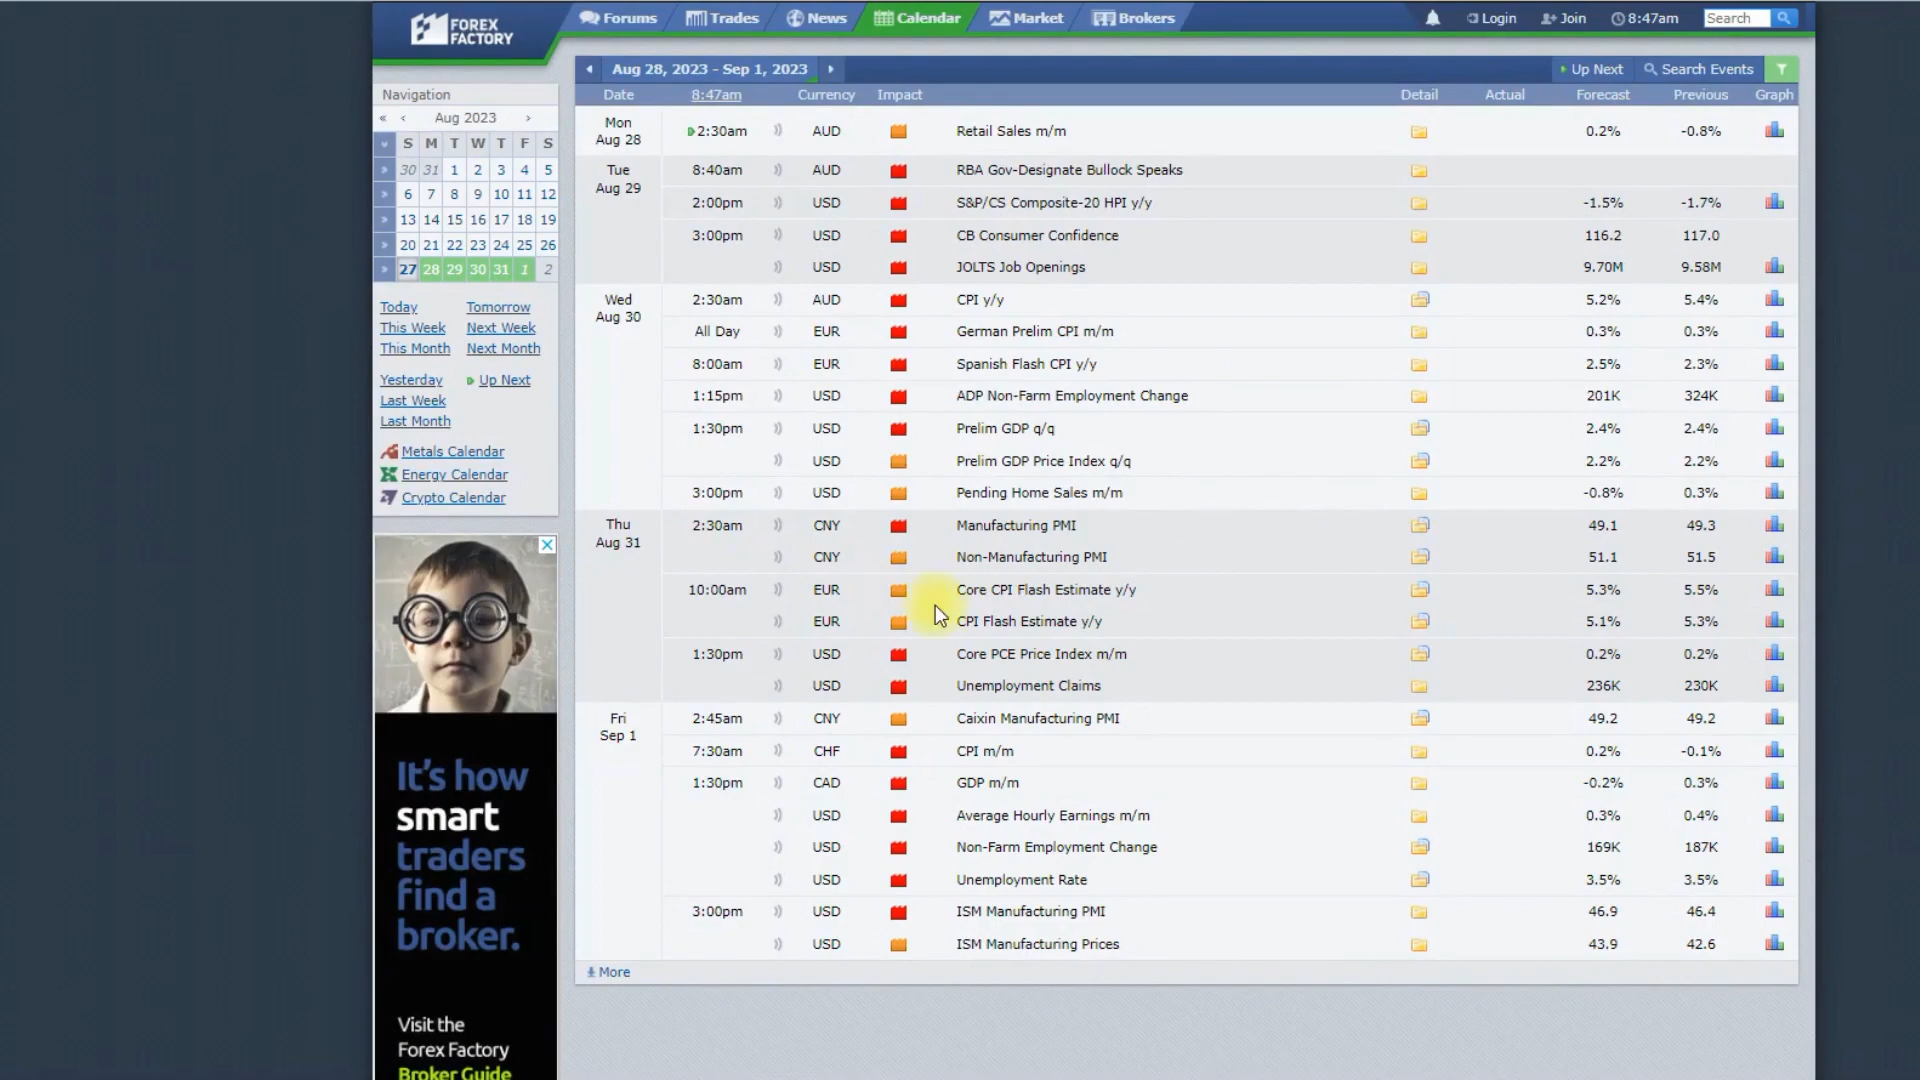 FOREX
FACTORY
Forums Trades News Calendar Market Brokers Login Join 8:47am Search
Navigation
« ‹ Aug 2023 ›
S M T W T F S
30 31 1 2 3 4 5
6 7 8 9 10 11 12
13 14 15 16 17 18 19
20 21 22 23 24 25 26
27 28 29 30 31 1 2
Today Tomorrow
This Week Next Week
This Month Next Month
Yesterday Up Next
Last Week
Last Month
Metals Calendar
Energy Calendar
Crypto Calendar
It's how
smart
traders
find a
broker.
Visit the
Forex Factory
Broker Guide
Aug 28, 2023 - Sep 1, 2023 Up Next Search Events
Date 8:47am Currency Impact Detail Actual Forecast Previous Graph
Mon Aug 28 2:30am AUD Retail Sales m/m 0.2% -0.8%
Tue Aug 29 8:40am AUD RBA Gov-Designate Bullock Speaks
2:00pm USD S&P/CS Composite-20 HPI y/y -1.5% -1.7%
3:00pm USD CB Consumer Confidence 116.2 117.0
USD JOLTS Job Openings 9.70M 9.58M
Wed Aug 30 2:30am AUD CPI y/y 5.2% 5.4%
All Day EUR German Prelim CPI m/m 0.3% 0.3%
8:00am EUR Spanish Flash CPI y/y 2.5% 2.3%
1:15pm USD ADP Non-Farm Employment Change 201K 324K
1:30pm USD Prelim GDP q/q 2.4% 2.4%
USD Prelim GDP Price Index q/q 2.2% 2.2%
3:00pm USD Pending Home Sales m/m -0.8% 0.3%
Thu Aug 31 2:30am CNY Manufacturing PMI 49.1 49.3
CNY Non-Manufacturing PMI 51.1 51.5
10:00am EUR Core CPI Flash Estimate y/y 5.3% 5.5%
EUR CPI Flash Estimate y/y 5.1% 5.3%
1:30pm USD Core PCE Price Index m/m 0.2% 0.2%
USD Unemployment Claims 236K 230K
Fri Sep 1 2:45am CNY Caixin Manufacturing PMI 49.2 49.2
7:30am CHF CPI m/m 0.2% -0.1%
1:30pm CAD GDP m/m -0.2% 0.3%
USD Average Hourly Earnings m/m 0.3% 0.4%
USD Non-Farm Employment Change 169K 187K
USD Unemployment Rate 3.5% 3.5%
3:00pm USD ISM Manufacturing PMI 46.9 46.4
USD ISM Manufacturing Prices 43.9 42.6
More